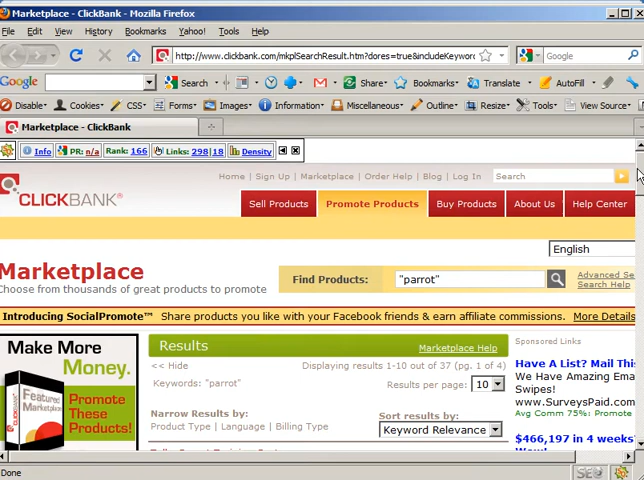 Marketplace - ClickBank - Mozilla Firefox
File Edit View History Bookmarks Yahoo! Tools Help
http://www.clickbank.com/mkplSearchResult.htm?dores=true&includeKeywor
Google
Google Search Share Bookmarks Translate AutoFill
Disable Cookies CSS Forms Images Information Miscellaneous Outline Resize Tools View Source
Marketplace - ClickBank
Info PR: n/a Rank: 166 Links: 298|18 Density
Home | Sign Up | Marketplace | Order Help | Blog | Log In Search
CLICKBANK®
Sell Products Promote Products Buy Products About Us Help Center
English
Marketplace
Choose from thousands of great products to promote
Find Products: "parrot"
Advanced Se
Search Help
Introducing SocialPromote™ Share products you like with your Facebook friends & earn affiliate commissions. More Details
Make More
Money.
Promote
These
Products!
Featured
Marketplace
Results Marketplace Help
<< Hide Displaying results 1-10 out of 37 (pg. 1 of 4)
Keywords: "parrot" Results per page: 10
Narrow Results by:
Product Type | Language | Billing Type
Sort results by:
Keyword Relevance
Sponsored Links
Have A List? Mail Thi
We Have Amazing Ema
Swipes!
www.SurveysPaid.com
Avg Comm 75%: Promote
$466,197 in 4 weeks
Done